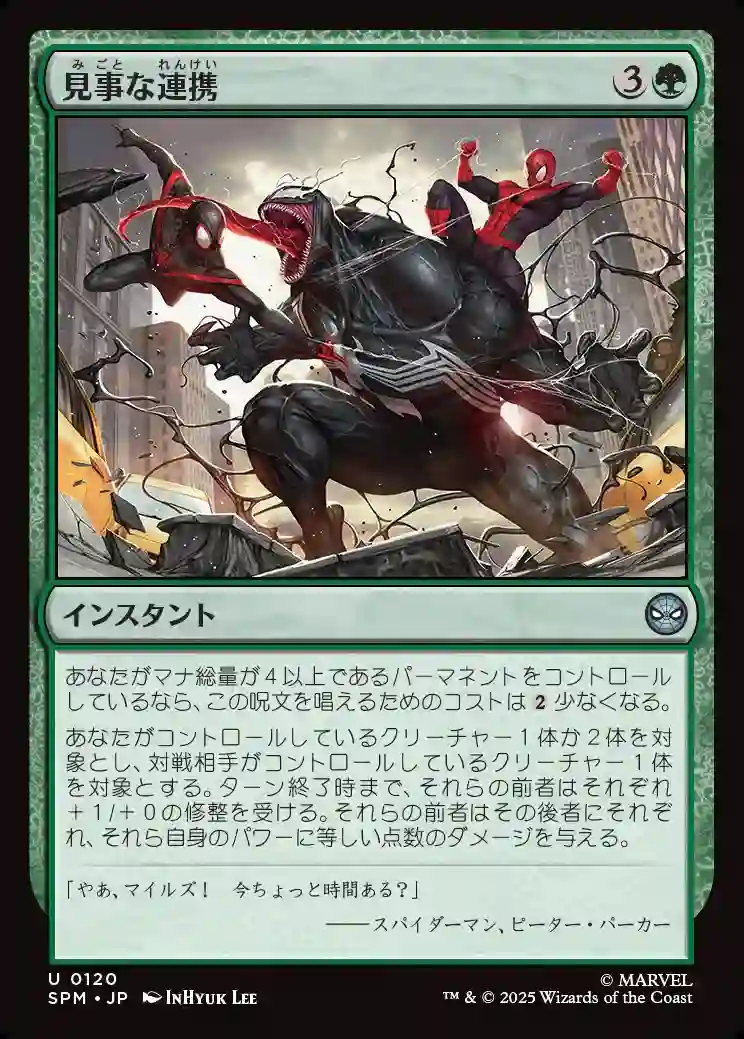 みごと れんけい
見事な連携 3
インスタント
あなたがマナ総量が4以上であるパーマネントをコントロール
しているなら、この呪文を唱えるためのコストは 2 少なくなる。
あなたがコントロールしているクリーチャー1体か2体を対
象とし、対戦相手がコントロールしているクリーチャー1体
を対象とする。ターン終了時まで、それらの前者はそれぞれ
+1/+0の修整を受ける。それらの前者はその後者にそれぞ
れ、それら自身のパワーに等しい点数のダメージを与える。
「やあ、マイルズ! 今ちょっと時間ある?」
――スパイダーマン、ピーター・パーカー
U 0120
SPM • JP InHyuk Lee
© MARVEL
™ & © 2025 Wizards of the Coast